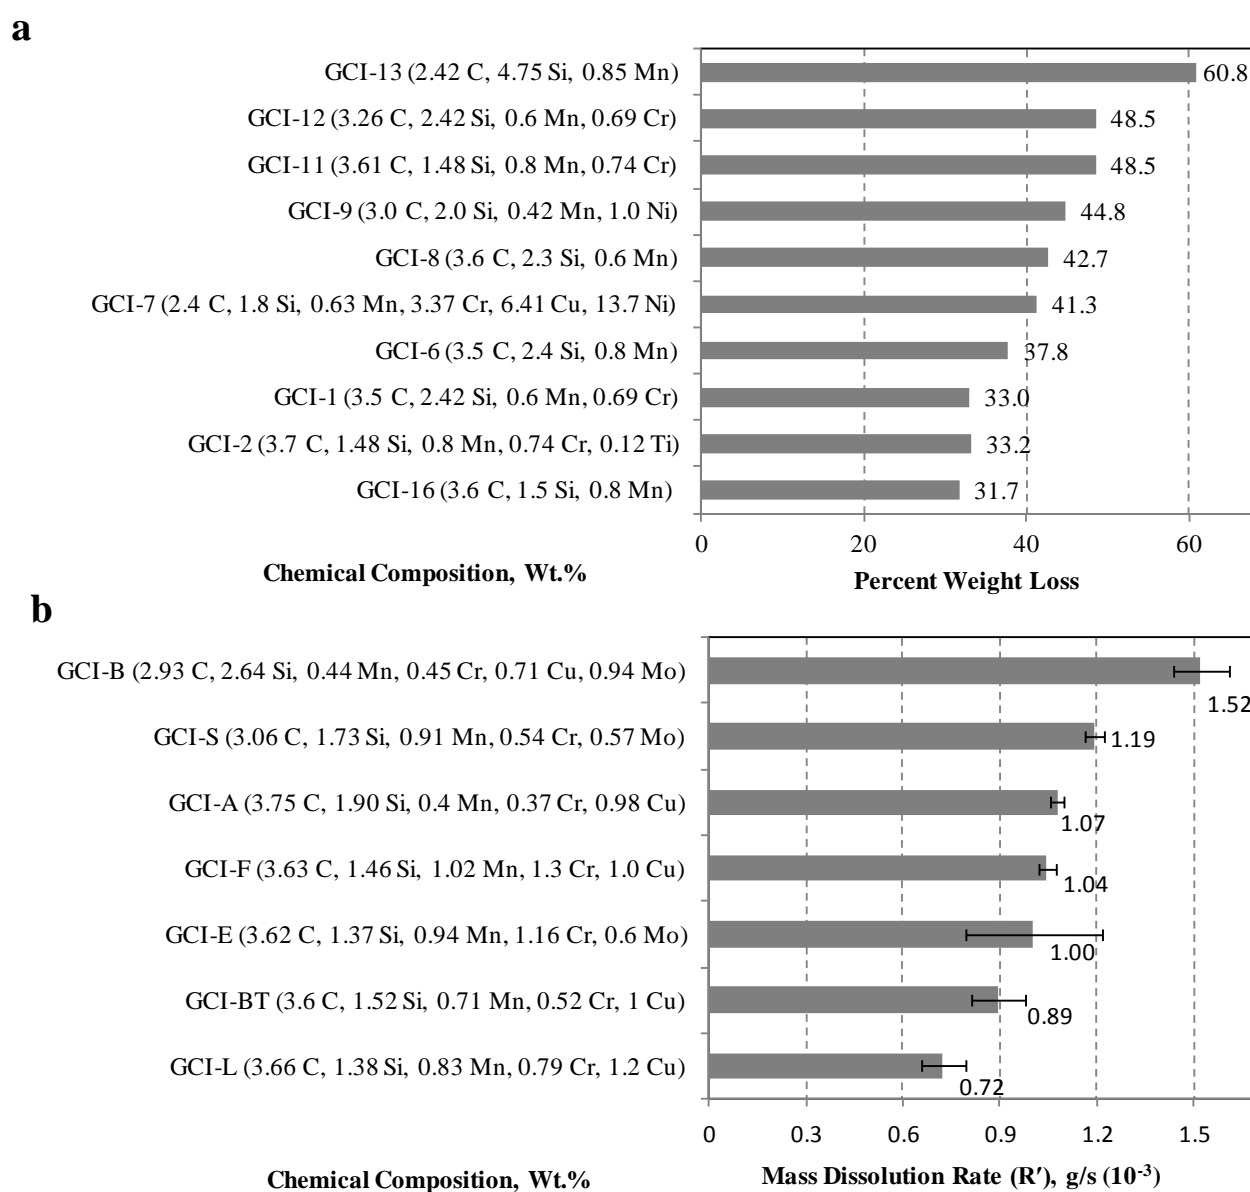 a
GCI-13 (2.42 C, 4.75 Si, 0.85 Mn) 60.8
GCI-12 (3.26 C, 2.42 Si, 0.6 Mn, 0.69 Cr) 48.5
GCI-11 (3.61 C, 1.48 Si, 0.8 Mn, 0.74 Cr) 48.5
GCI-9 (3.0 C, 2.0 Si, 0.42 Mn, 1.0 Ni) 44.8
GCI-8 (3.6 C, 2.3 Si, 0.6 Mn) 42.7
GCI-7 (2.4 C, 1.8 Si, 0.63 Mn, 3.37 Cr, 6.41 Cu, 13.7 Ni) 41.3
GCI-6 (3.5 C, 2.4 Si, 0.8 Mn) 37.8
GCI-1 (3.5 C, 2.42 Si, 0.6 Mn, 0.69 Cr) 33.0
GCI-2 (3.7 C, 1.48 Si, 0.8 Mn, 0.74 Cr, 0.12 Ti) 33.2
GCI-16 (3.6 C, 1.5 Si, 0.8 Mn) 31.7
0 20 40 60
Chemical Composition, Wt.% Percent Weight Loss
b
GCI-B (2.93 C, 2.64 Si, 0.44 Mn, 0.45 Cr, 0.71 Cu, 0.94 Mo) 1.52
GCI-S (3.06 C, 1.73 Si, 0.91 Mn, 0.54 Cr, 0.57 Mo) 1.19
GCI-A (3.75 C, 1.90 Si, 0.4 Mn, 0.37 Cr, 0.98 Cu) 1.07
GCI-F (3.63 C, 1.46 Si, 1.02 Mn, 1.3 Cr, 1.0 Cu) 1.04
GCI-E (3.62 C, 1.37 Si, 0.94 Mn, 1.16 Cr, 0.6 Mo) 1.00
GCI-BT (3.6 C, 1.52 Si, 0.71 Mn, 0.52 Cr, 1 Cu) 0.89
GCI-L (3.66 C, 1.38 Si, 0.83 Mn, 0.79 Cr, 1.2 Cu) 0.72
0 0.3 0.6 0.9 1.2 1.5
Chemical Composition, Wt.% Mass Dissolution Rate (R′), g/s (10⁻³)